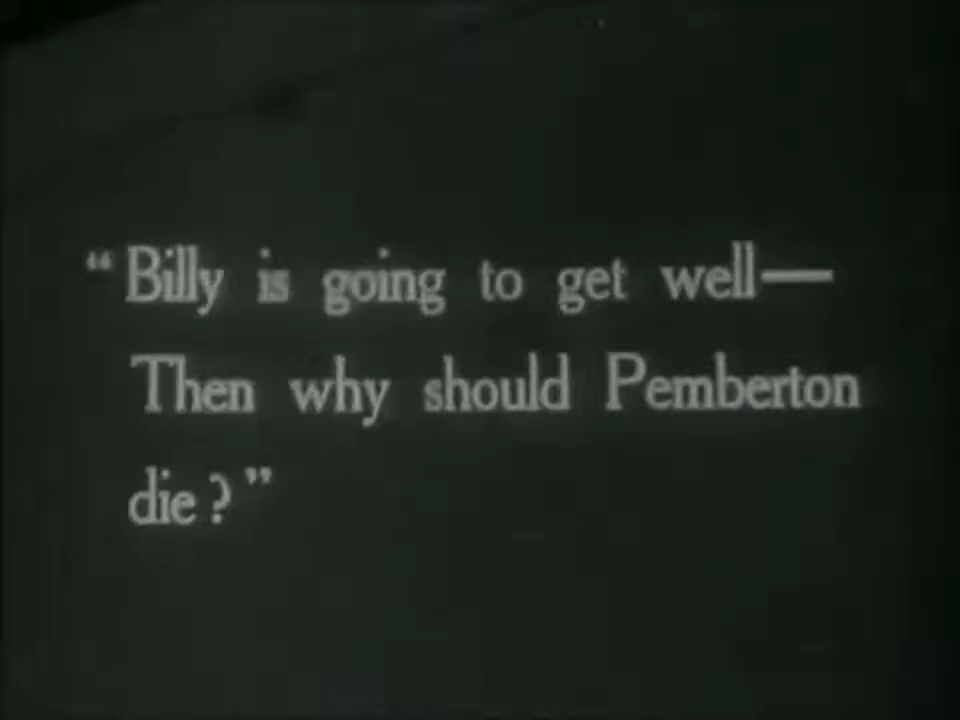 “Billy is going to get well—
Then why should Pemberton
die?”